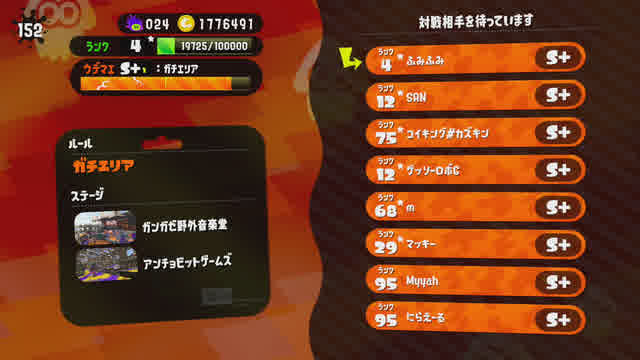 152
024
1776491
ランク 4★ 19725/100000
ウデマエ S+1 : ガチエリア
ルール
ガチエリア
ステージ
ガンガゼ野外音楽堂
アンチョビットゲームズ
対戦相手を待っています
ランク 4★ ふみふみ S+
ランク 12★ SAN S+
ランク 75★ コイキング#カズキン S+
ランク 12★ ヴッソーロボC S+
ランク 68★ m S+
ランク 29★ マッキー S+
ランク 95 Myyah S+
ランク 95 にらえーる S+